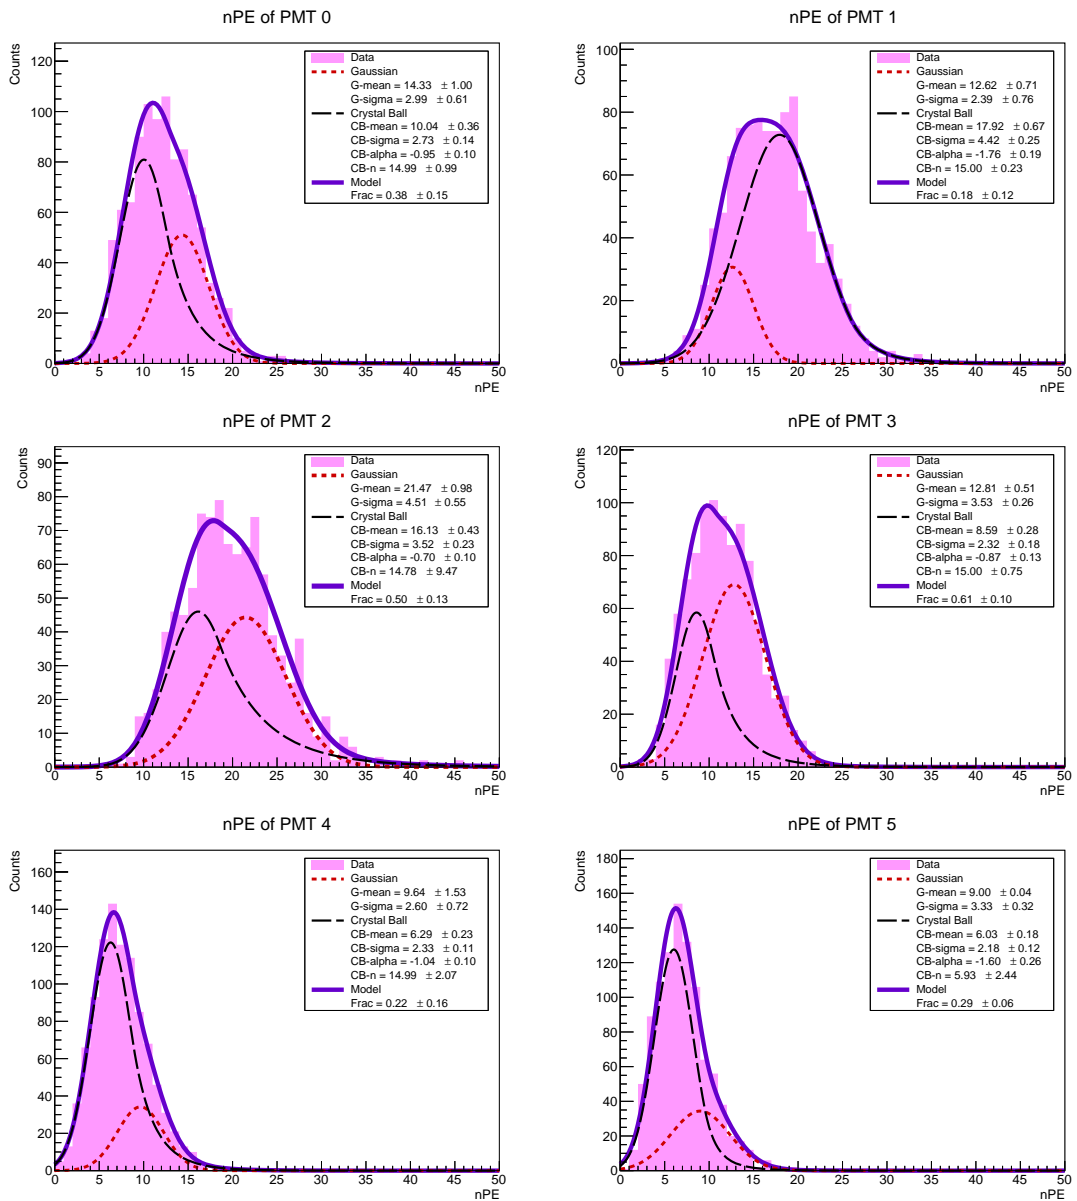 nPE of PMT 0
Counts
120
100
80
60
40
20
0
0 5 10 15 20 25 30 35 40 45 50
nPE
Data
Gaussian
G-mean = 14.33 ± 1.00
G-sigma = 2.99 ± 0.61
Crystal Ball
CB-mean = 10.04 ± 0.36
CB-sigma = 2.73 ± 0.14
CB-alpha = -0.95 ± 0.10
CB-n = 14.99 ± 0.99
Model
Frac = 0.38 ± 0.15
nPE of PMT 1
Counts
100
80
60
40
20
0
0 5 10 15 20 25 30 35 40 45 50
nPE
Data
Gaussian
G-mean = 12.62 ± 0.71
G-sigma = 2.39 ± 0.76
Crystal Ball
CB-mean = 17.92 ± 0.67
CB-sigma = 4.42 ± 0.25
CB-alpha = -1.76 ± 0.19
CB-n = 15.00 ± 0.23
Model
Frac = 0.18 ± 0.12
nPE of PMT 2
Counts
90
80
70
60
50
40
30
20
10
0
0 5 10 15 20 25 30 35 40 45 50
nPE
Data
Gaussian
G-mean = 21.47 ± 0.98
G-sigma = 4.51 ± 0.55
Crystal Ball
CB-mean = 16.13 ± 0.43
CB-sigma = 3.52 ± 0.23
CB-alpha = -0.70 ± 0.10
CB-n = 14.78 ± 9.47
Model
Frac = 0.50 ± 0.13
nPE of PMT 3
Counts
120
100
80
60
40
20
0
0 5 10 15 20 25 30 35 40 45 50
nPE
Data
Gaussian
G-mean = 12.81 ± 0.51
G-sigma = 3.53 ± 0.26
Crystal Ball
CB-mean = 8.59 ± 0.28
CB-sigma = 2.32 ± 0.18
CB-alpha = -0.87 ± 0.13
CB-n = 15.00 ± 0.75
Model
Frac = 0.61 ± 0.10
nPE of PMT 4
Counts
160
140
120
100
80
60
40
20
0
0 5 10 15 20 25 30 35 40 45 50
nPE
Data
Gaussian
G-mean = 9.64 ± 1.53
G-sigma = 2.60 ± 0.72
Crystal Ball
CB-mean = 6.29 ± 0.23
CB-sigma = 2.33 ± 0.11
CB-alpha = -1.04 ± 0.10
CB-n = 14.99 ± 2.07
Model
Frac = 0.22 ± 0.16
nPE of PMT 5
Counts
180
160
140
120
100
80
60
40
20
0
0 5 10 15 20 25 30 35 40 45 50
nPE
Data
Gaussian
G-mean = 9.00 ± 0.04
G-sigma = 3.33 ± 0.32
Crystal Ball
CB-mean = 6.03 ± 0.18
CB-sigma = 2.18 ± 0.12
CB-alpha = -1.60 ± 0.26
CB-n = 5.93 ± 2.44
Model
Frac = 0.29 ± 0.06